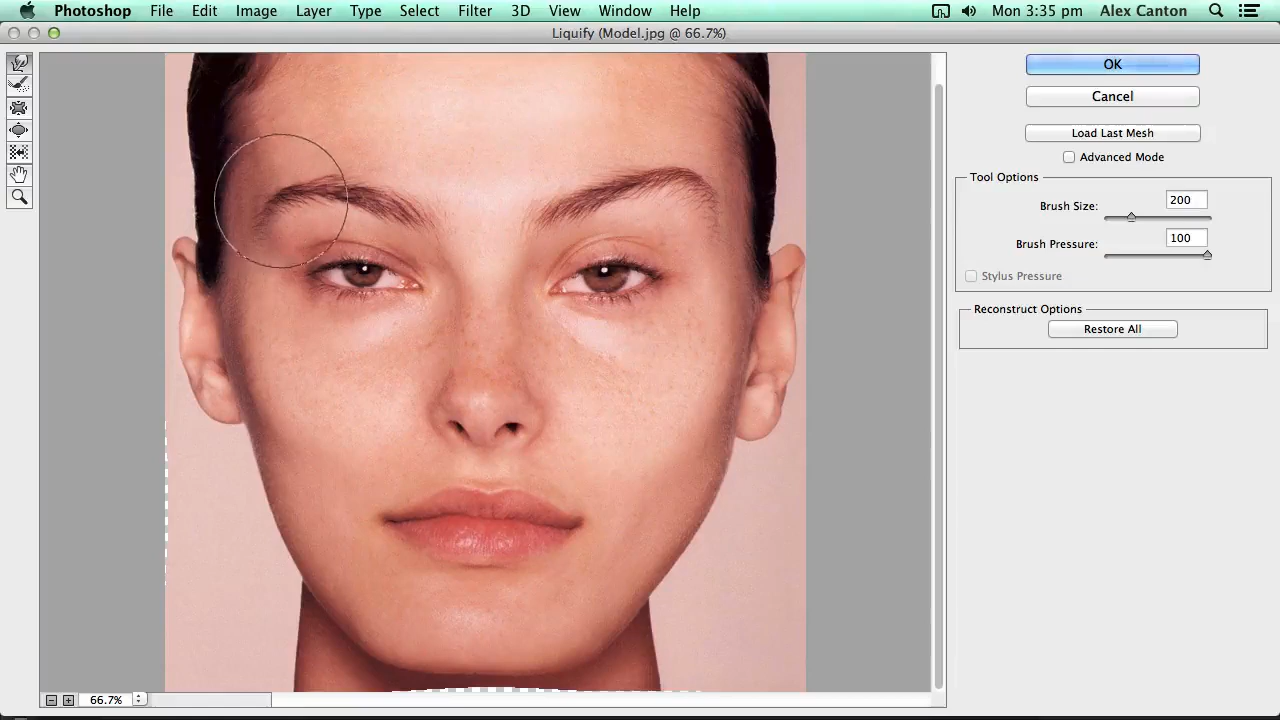 Photoshop File Edit Image Layer Type Select Filter 3D View Window Help Mon 3:35 pm Alex Canton
Liquify (Model.jpg @ 66.7%)
OK
Cancel
Load Last Mesh
Advanced Mode
Tool Options
Brush Size: 200
Brush Pressure: 100
Stylus Pressure
Reconstruct Options
Restore All
66.7%